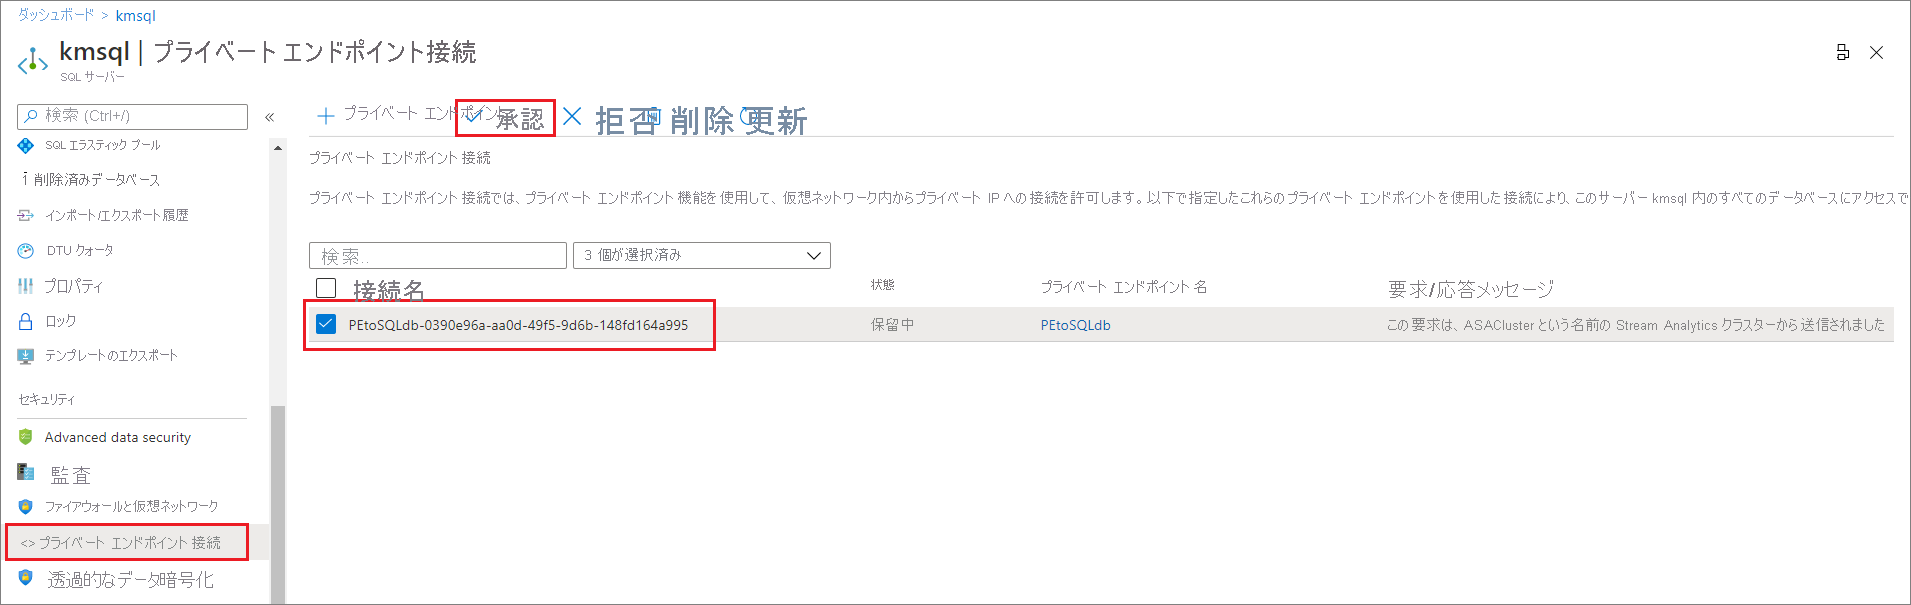 ダッシュボード > kmsql
kmsql | プライベート エンドポイント接続
SQL サーバー
検索 (Ctrl+/)
«
SQL エラスティック プール
削除済みデータベース
インポート/エクスポート履歴
DTU クォータ
プロパティ
ロック
テンプレートのエクスポート
セキュリティ
Advanced data security
監査
ファイアウォールと仮想ネットワーク
<> プライベート エンドポイント接続
透過的なデータ暗号化
プライベート エンドポイント 承認 拒否 削除 更新
プライベート エンドポイント接続
プライベート エンドポイント接続では、プライベート エンドポイント機能を使用して、仮想ネットワーク内からプライベート IPへの接続を許可します。以下で指定したこれらのプライベート エンドポイントを使用した接続により、このサーバー kmsql 内のすべてのデータベースにアクセスで
検索..
3 個が選択済み
接続名 状態 プライベート エンドポイント名 要求/応答メッセージ
PEtoSQLdb-0390e96a-aa0d-49f5-9d6b-148fd164a995 保留中 PEtoSQLdb この要求は、ASAClusterという名前の Stream Analytics クラスターから送信されました